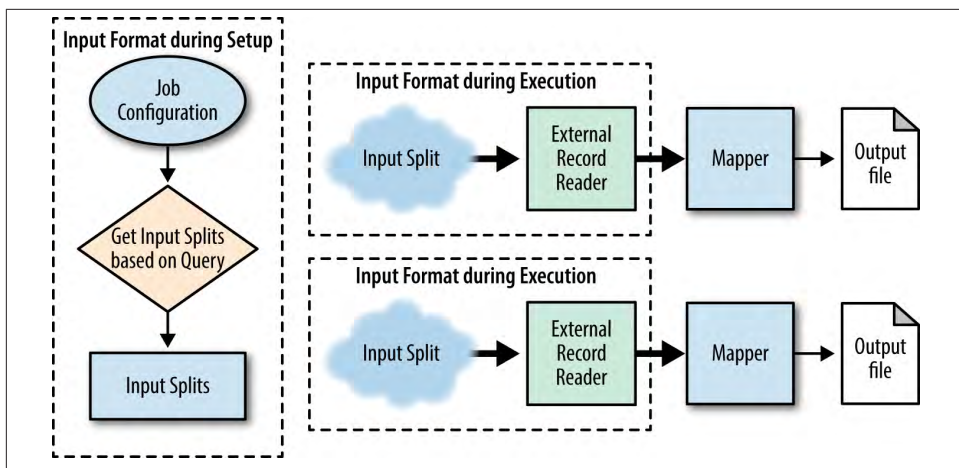 Input Format during Setup
Job
Configuration
Get Input Splits
based on Query
Input Splits
Input Format during Execution
Input Split
External
Record
Reader
Mapper
Output
file
Input Format during Execution
Input Split
External
Record
Reader
Mapper
Output
file